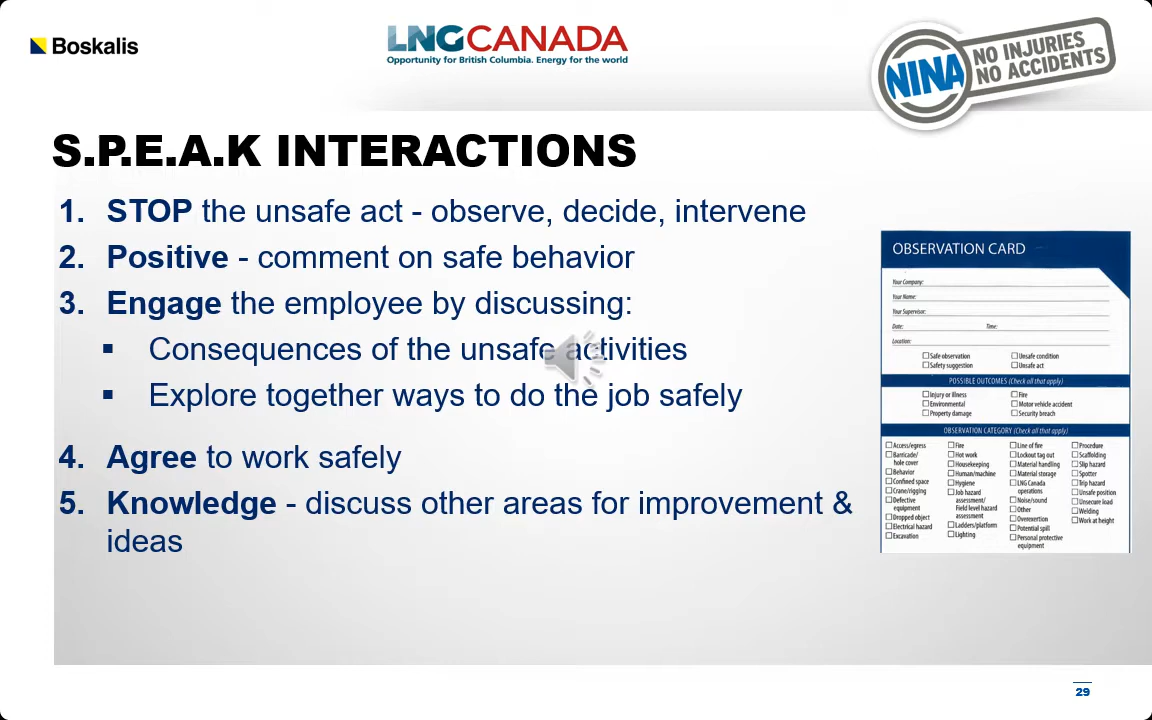 Boskalis
LNGCANADA
Opportunity for British Columbia. Energy for the world
NINA
NO INJURIES
NO ACCIDENTS
S.P.E.A.K INTERACTIONS
1. STOP the unsafe act - observe, decide, intervene
2. Positive - comment on safe behavior
3. Engage the employee by discussing:
▪ Consequences of the unsafe activities
▪ Explore together ways to do the job safely
4. Agree to work safely
5. Knowledge - discuss other areas for improvement &
ideas
OBSERVATION CARD
Your Company:
Your Name:
Your Supervisor:
Date: Time:
Location:
Safe observation Unsafe condition
Safety suggestion Unsafe act
POSSIBLE OUTCOMES (Check all that apply)
Injury or illness Fire
Environmental Motor vehicle accident
Property damage Security breach
OBSERVATION CATEGORY (Check all that apply)
Access/egress
Barricade/
hole cover
Behavior
Confined space
Crane/rigging
Defective
equipment
Dropped object
Electrical hazard
Excavation
Fire
Hot work
Housekeeping
Human/machine
Hygiene
Job hazard
assessment/
Field level hazard
assessment
Ladders/platform
Lighting
Line of fire
Lockout tag out
Material handling
Material storage
LNG Canada
operations
Noise/sound
Other
Overexertion
Potential spill
Personal protective
equipment
Procedure
Scaffolding
Slip hazard
Spotter
Trip hazard
Unsafe position
Unsecure load
Welding
Work at height
29